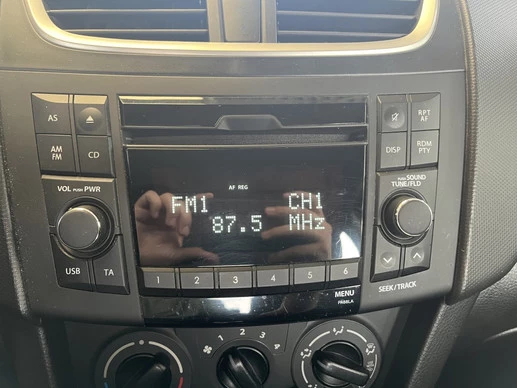 AS
RPT
AF
AM
FM
CD
DISP
RDM
PTY
VOL PUSH PWR
PUSH SOUND
TUNE/FLD
AF REG
FM1 CH1
87.5 MHz
USB
TA
1 2 3 4 5 6
MENU
SEEK/TRACK
1 2 3 4